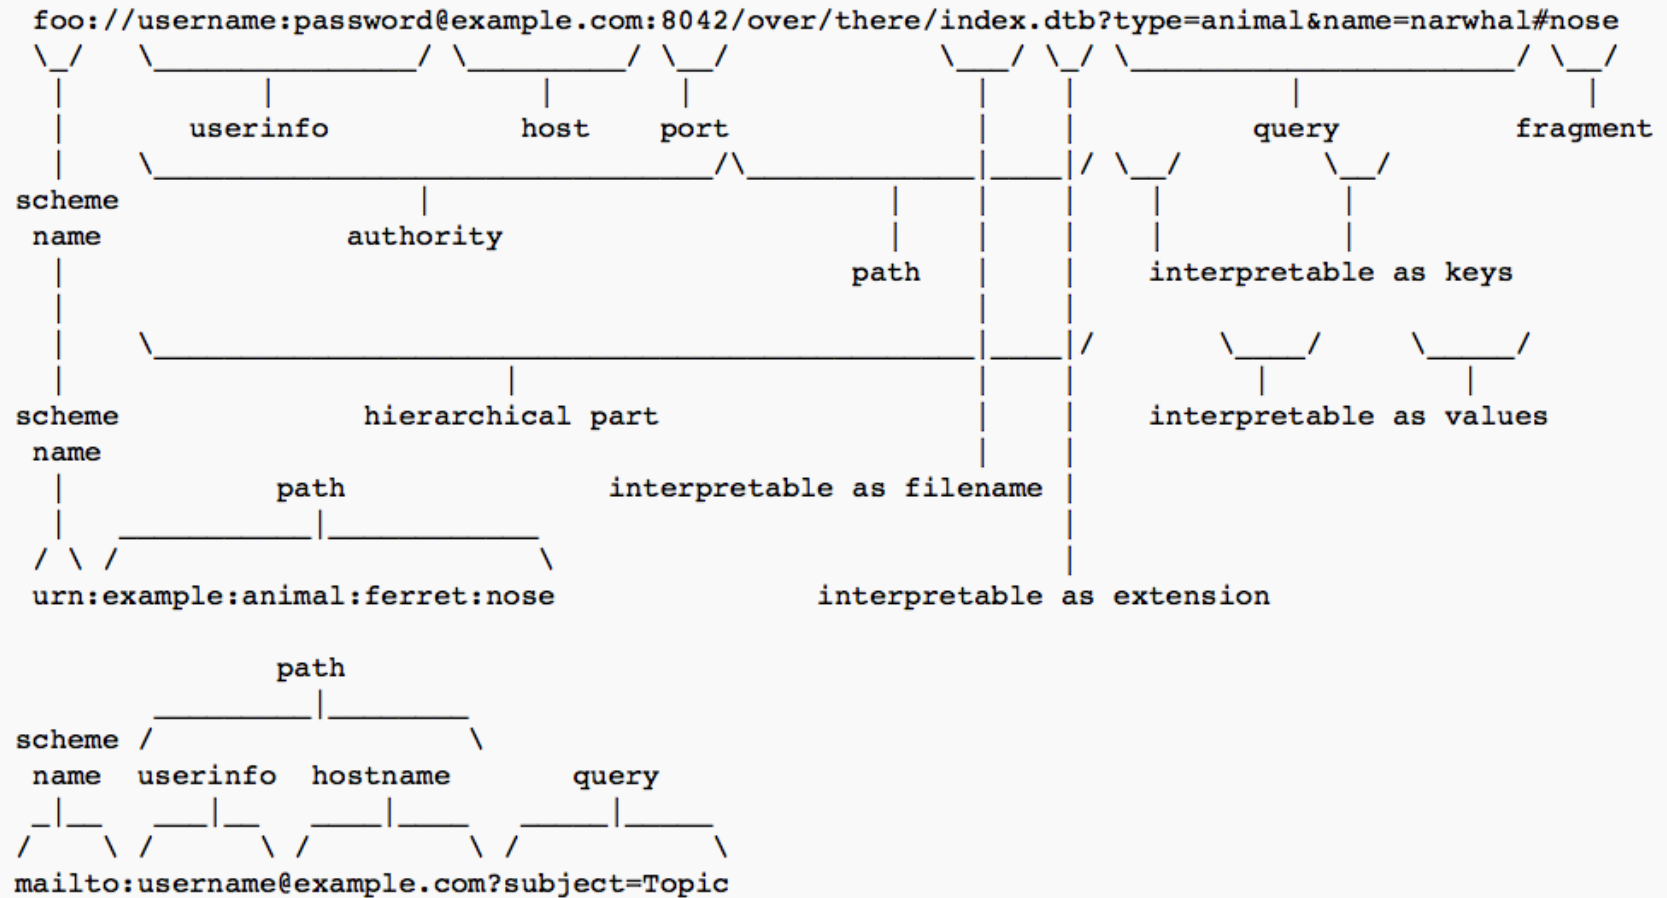 foo://username:password@example.com:8042/over/there/index.dtb?type=animal&name=narwhal#nose
userinfo host port query fragment
scheme
name authority
path interpretable as keys
scheme hierarchical part interpretable as values
name
path interpretable as filename
urn:example:animal:ferret:nose interpretable as extension
path
scheme
name userinfo hostname query
mailto:username@example.com?subject=Topic